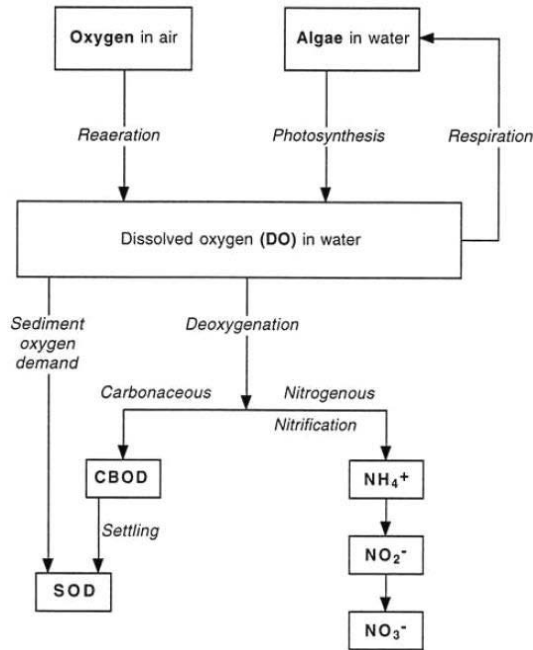 Oxygen in air
Algae in water
Reaeration
Photosynthesis
Respiration
Dissolved oxygen (DO) in water
Sediment
oxygen
demand
Deoxygenation
Carbonaceous
Nitrogenous
Nitrification
CBOD
NH₄⁺
Settling
NO₂⁻
SOD
NO₃⁻